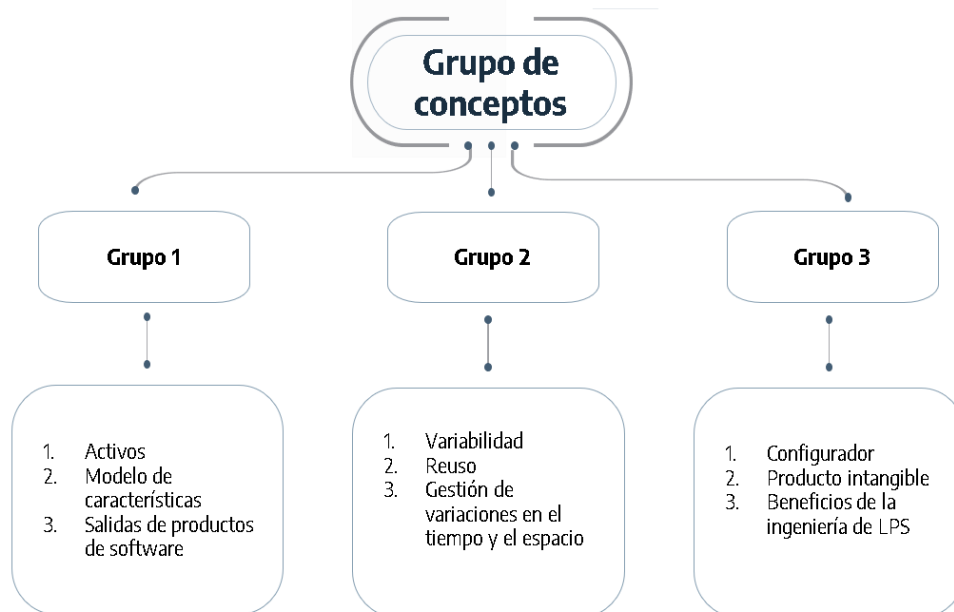 Grupo de
conceptos
Grupo 1
Grupo 2
Grupo 3
1. Activos
2. Modelo de
características
3. Salidas de productos
de software
1. Variabilidad
2. Reuso
3. Gestión de
variaciones en el
tiempo y el espacio
1. Configurador
2. Producto intangible
3. Beneficios de la
ingeniería de LPS